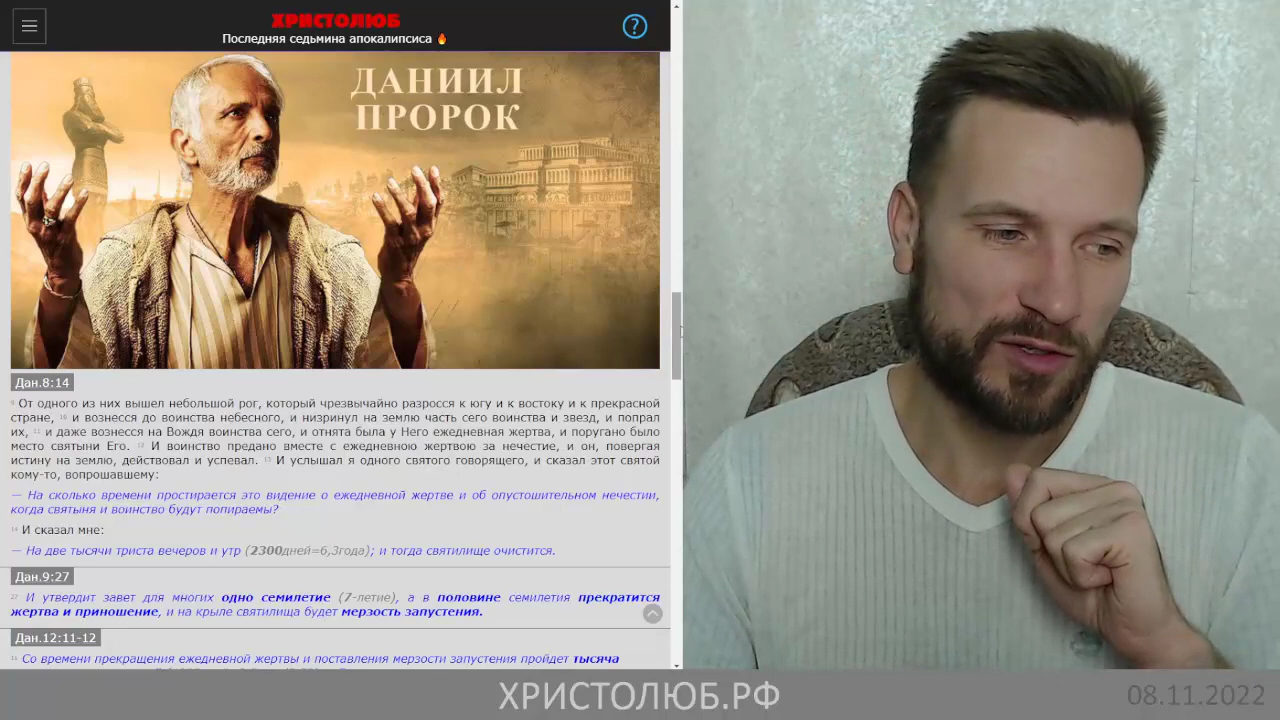 ХРИСТОЛЮБ
Последняя седьмина апокалипсиса 🔥
?
ДАНИИЛ
ПРОРОК
Дан.8:14
9 От одного из них вышел небольшой рог, который чрезвычайно разросся к югу и к востоку и к прекрасной
стране, 10 и вознесся до воинства небесного, и низринул на землю часть сего воинства и звезд, и попрал
их, 11 и даже вознесся на Вождя воинства сего, и отнята была у Него ежедневная жертва, и поругано было
место святыни Его. 12 И воинство предано вместе с ежедневною жертвою за нечестие, и он, повергая
истину на землю, действовал и успевал. 13 И услышал я одного святого говорящего, и сказал этот святой
кому-то, вопрошавшему:
— На сколько времени простирается это видение о ежедневной жертве и об опустошительном нечестии,
когда святыня и воинство будут попираемы?
14 И сказал мне:
— На две тысячи триста вечеров и утр (2300дней=6,3года); и тогда святилище очистится.
Дан.9:27
27 И утвердит завет для многих одно семилетие (7-летие), а в половине семилетия прекратится
жертва и приношение, и на крыле святилища будет мерзость запустения.
Дан.12:11-12
11 Со времени прекращения ежедневной жертвы и поставления мерзости запустения пройдет тысяча
ХРИСТОЛЮБ.РФ
08.11.2022